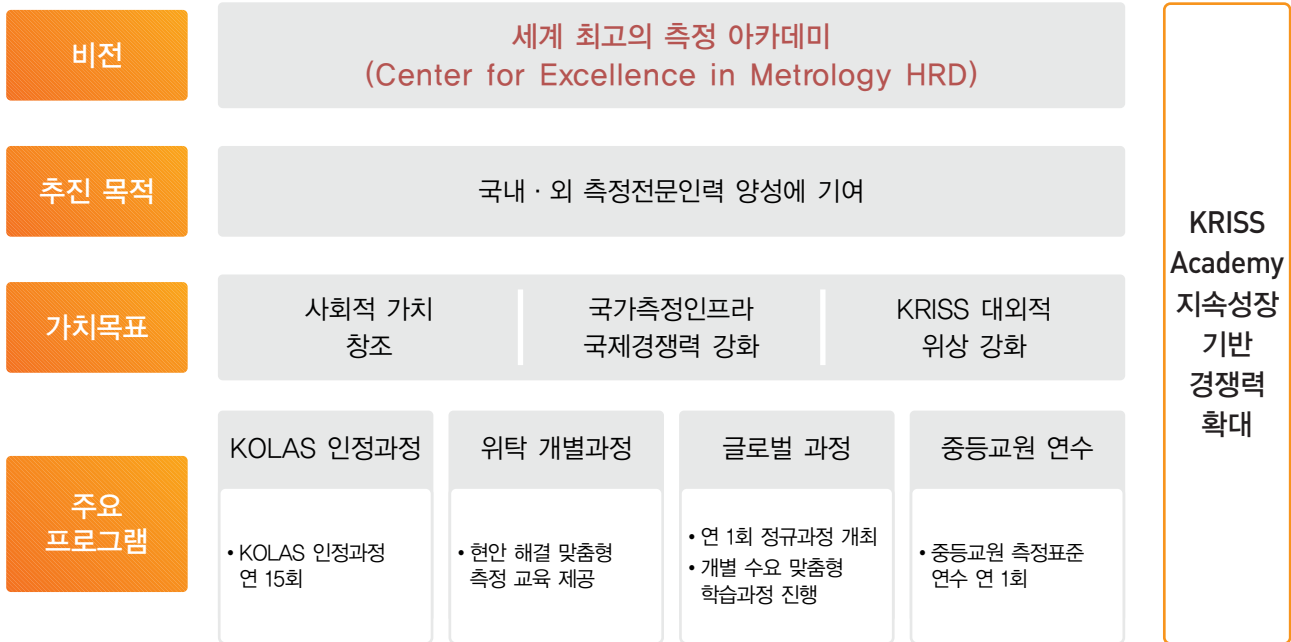 비전
세계 최고의 측정 아카데미
(Center for Excellence in Metrology HRD)
추진 목적
국내 · 외 측정전문인력 양성에 기여
가치목표
사회적 가치
창조
국가측정인프라
국제경쟁력 강화
KRISS 대외적
위상 강화
주요
프로그램
KOLAS 인정과정
• KOLAS 인정과정
연 15회
위탁 개별과정
• 현안 해결 맞춤형
측정 교육 제공
글로벌 과정
• 연 1회 정규과정 개최
• 개별 수요 맞춤형
학습과정 진행
중등교원 연수
• 중등교원 측정표준
연수 연 1회
KRISS
Academy
지속성장
기반
경쟁력
확대